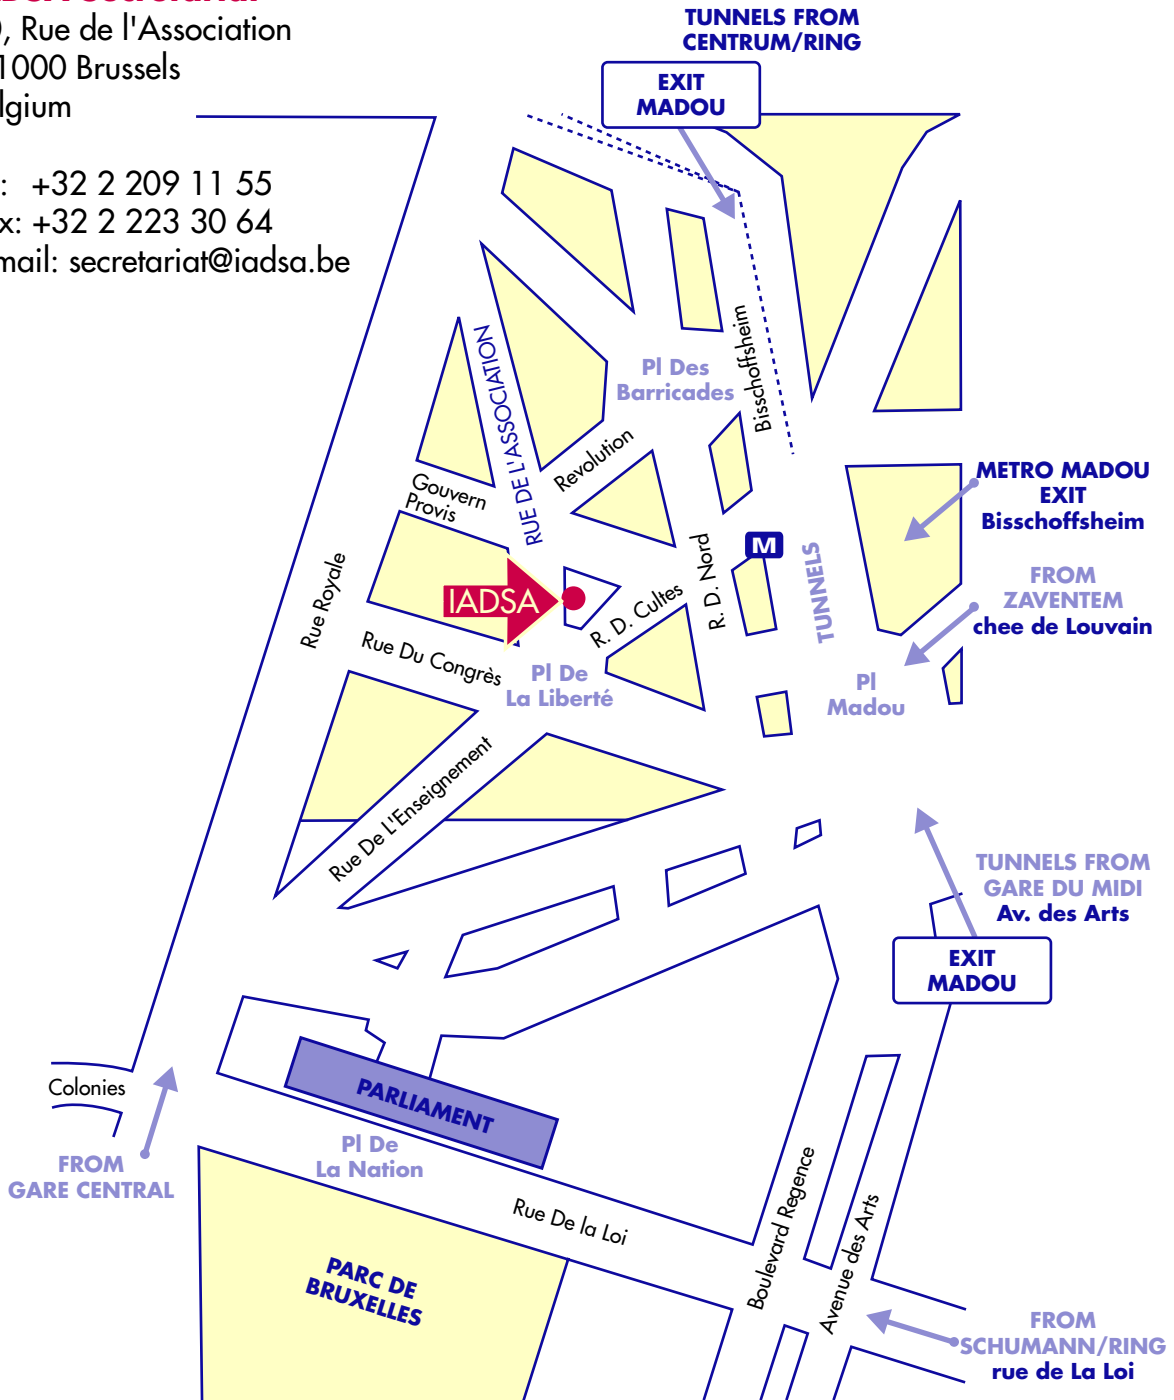 Rue de l'Association
1000 Brussels
+32 2 209 11 55
+32 2 223 30 64
secretariat@iadsa.be
TUNNELS FROM
CENTRUM/RING
EXIT
MADOU
Bisschoffsheim
RUE DE L'ASSOCIATION
Pl Des
Barricades
Revolution
Gouvern
Provis
METRO MADOU
EXIT
Bisschoffsheim
M
R. D. Nord
TUNNELS
FROM
ZAVENTEM
chee de Louvain
Rue Royale
IADSA
R. D. Cultes
Rue Du Congrès
Pl De
La Liberté
Pl
Madou
Rue De L'Enseignement
TUNNELS FROM
GARE DU MIDI
Av. des Arts
EXIT
MADOU
Colonies
PARLIAMENT
FROM
GARE CENTRAL
Pl De
La Nation
Rue De la Loi
Boulevard Regence
Avenue des Arts
PARC DE
BRUXELLES
FROM
SCHUMANN/RING
rue de La Loi